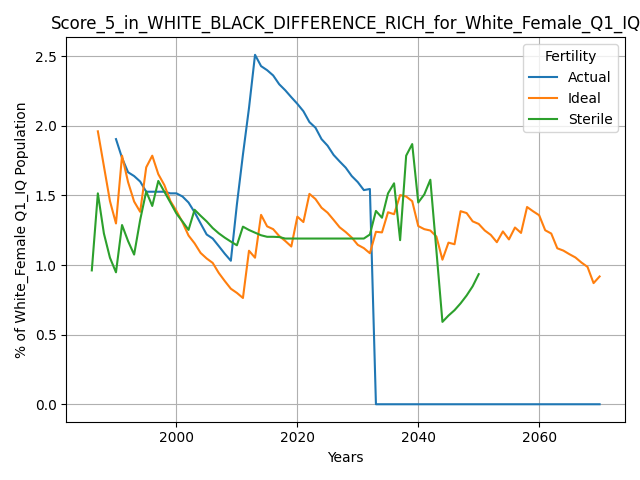 Score_5_in_WHITE_BLACK_DIFFERENCE_RICH_for_White_Female_Q1_IQ
Fertility
Actual
Ideal
Sterile
% of White_Female Q1_IQ Population
2.5
2.0
1.5
1.0
0.5
0.0
2000 2020 2040 2060
Years